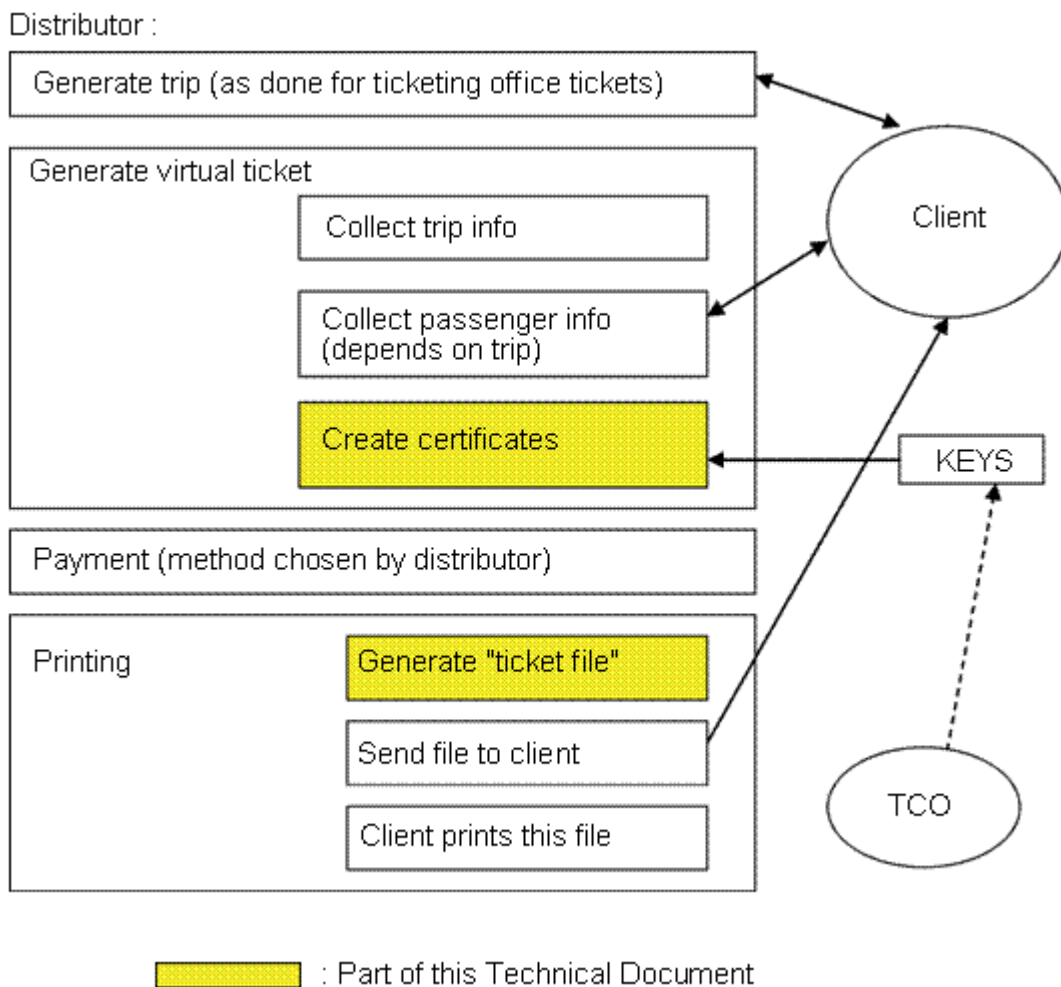 Distributor :
Generate trip (as done for ticketing office tickets)
Generate virtual ticket
Collect trip info
Collect passenger info
(depends on trip)
Create certificates
Client
KEYS
Payment (method chosen by distributor)
Printing
Generate "ticket file"
Send file to client
Client prints this file
TCO
: Part of this Technical Document